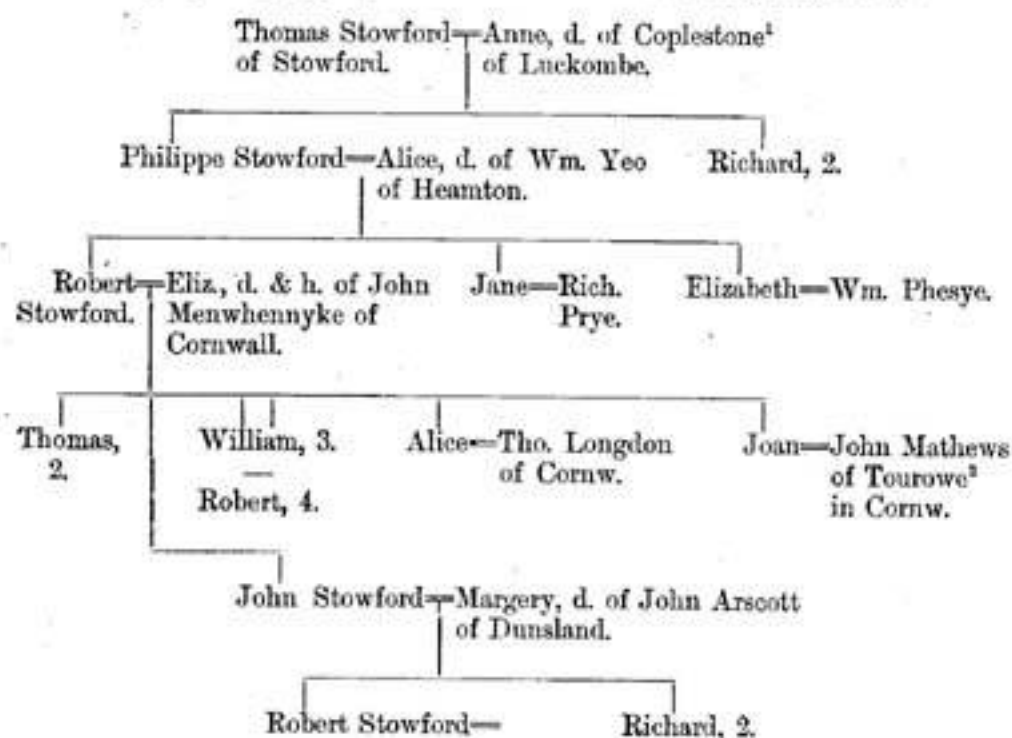 Thomas Stowford Anne, d. of Coplestone¹
of Stowford. of Luckombe.
Philippe Stowford Alice, d. of Wm. Yeo Richard, 2.
of Heamton.
Robert Eliz., d. & h. of John Jane Rich. Elizabeth Wm. Phesye.
Stowford. Menwhennyke of Prye.
Cornwall.
Thomas, William, 3. Alice Tho. Longdon Joan John Mathews
2. — of Cornw. of Tourowe²
Robert, 4. in Cornw.
John Stowford Margery, d. of John Arscott
of Dunsland.
Robert Stowford Richard, 2.